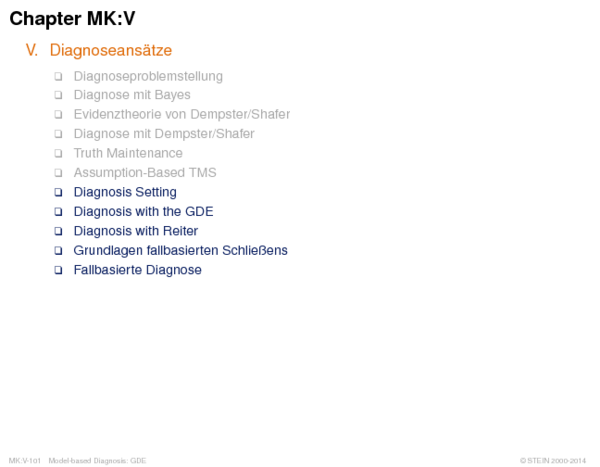 Chapter MK:V
V. Diagnoseansätze
❑ Diagnoseproblemstellung
❑ Diagnose mit Bayes
❑ Evidenztheorie von Dempster/Shafer
❑ Diagnose mit Dempster/Shafer
❑ Truth Maintenance
❑ Assumption-Based TMS
❑ Diagnosis Setting
❑ Diagnosis with the GDE
❑ Diagnosis with Reiter
❑ Grundlagen fallbasierten Schließens
❑ Fallbasierte Diagnose
MK:V-101 Model-based Diagnosis: GDE © STEIN 2000-2014